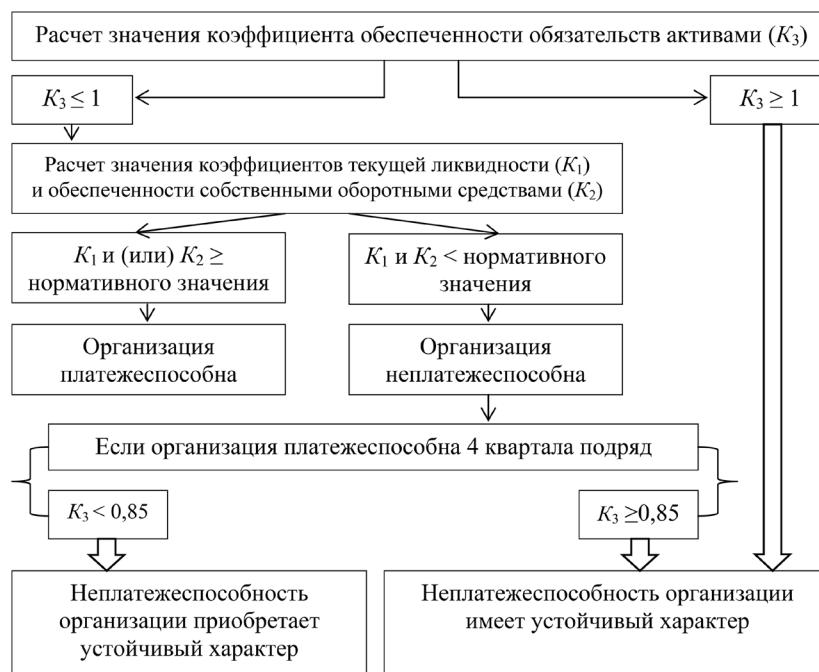 Расчет значения коэффициента обеспеченности обязательств активами (K3)
K3 ≤ 1
K3 ≥ 1
Расчет значения коэффициентов текущей ликвидности (K1)
и обеспеченности собственными оборотными средствами (K2)
K1 и (или) K2 ≥
нормативного значения
K1 и K2 < нормативного
значения
Организация
платежеспособна
Организация
неплатежеспособна
Если организация платежеспособна 4 квартала подряд
K3 < 0,85
K3 ≥0,85
Неплатежеспособность
организации приобретает
устойчивый характер
Неплатежеспособность организации
имеет устойчивый характер